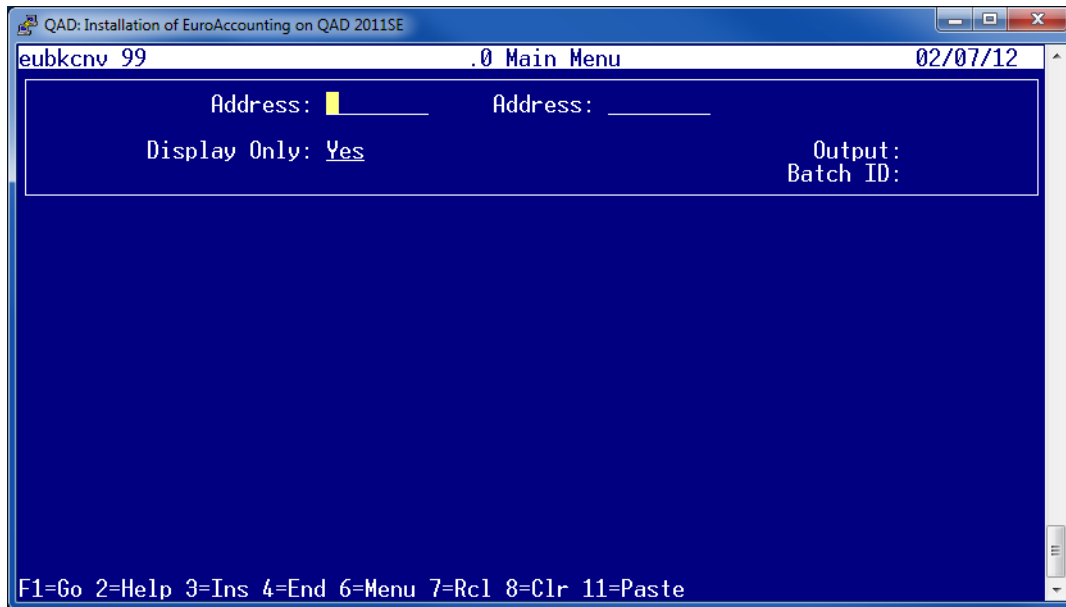 QAD: Installation of EuroAccounting on QAD 2011SE
eubkcnv 99 .0 Main Menu 02/07/12
Address: Address:
Display Only: Yes Output:
Batch ID:
F1=Go 2=Help 3=Ins 4=End 6=Menu 7=Rcl 8=Clr 11=Paste